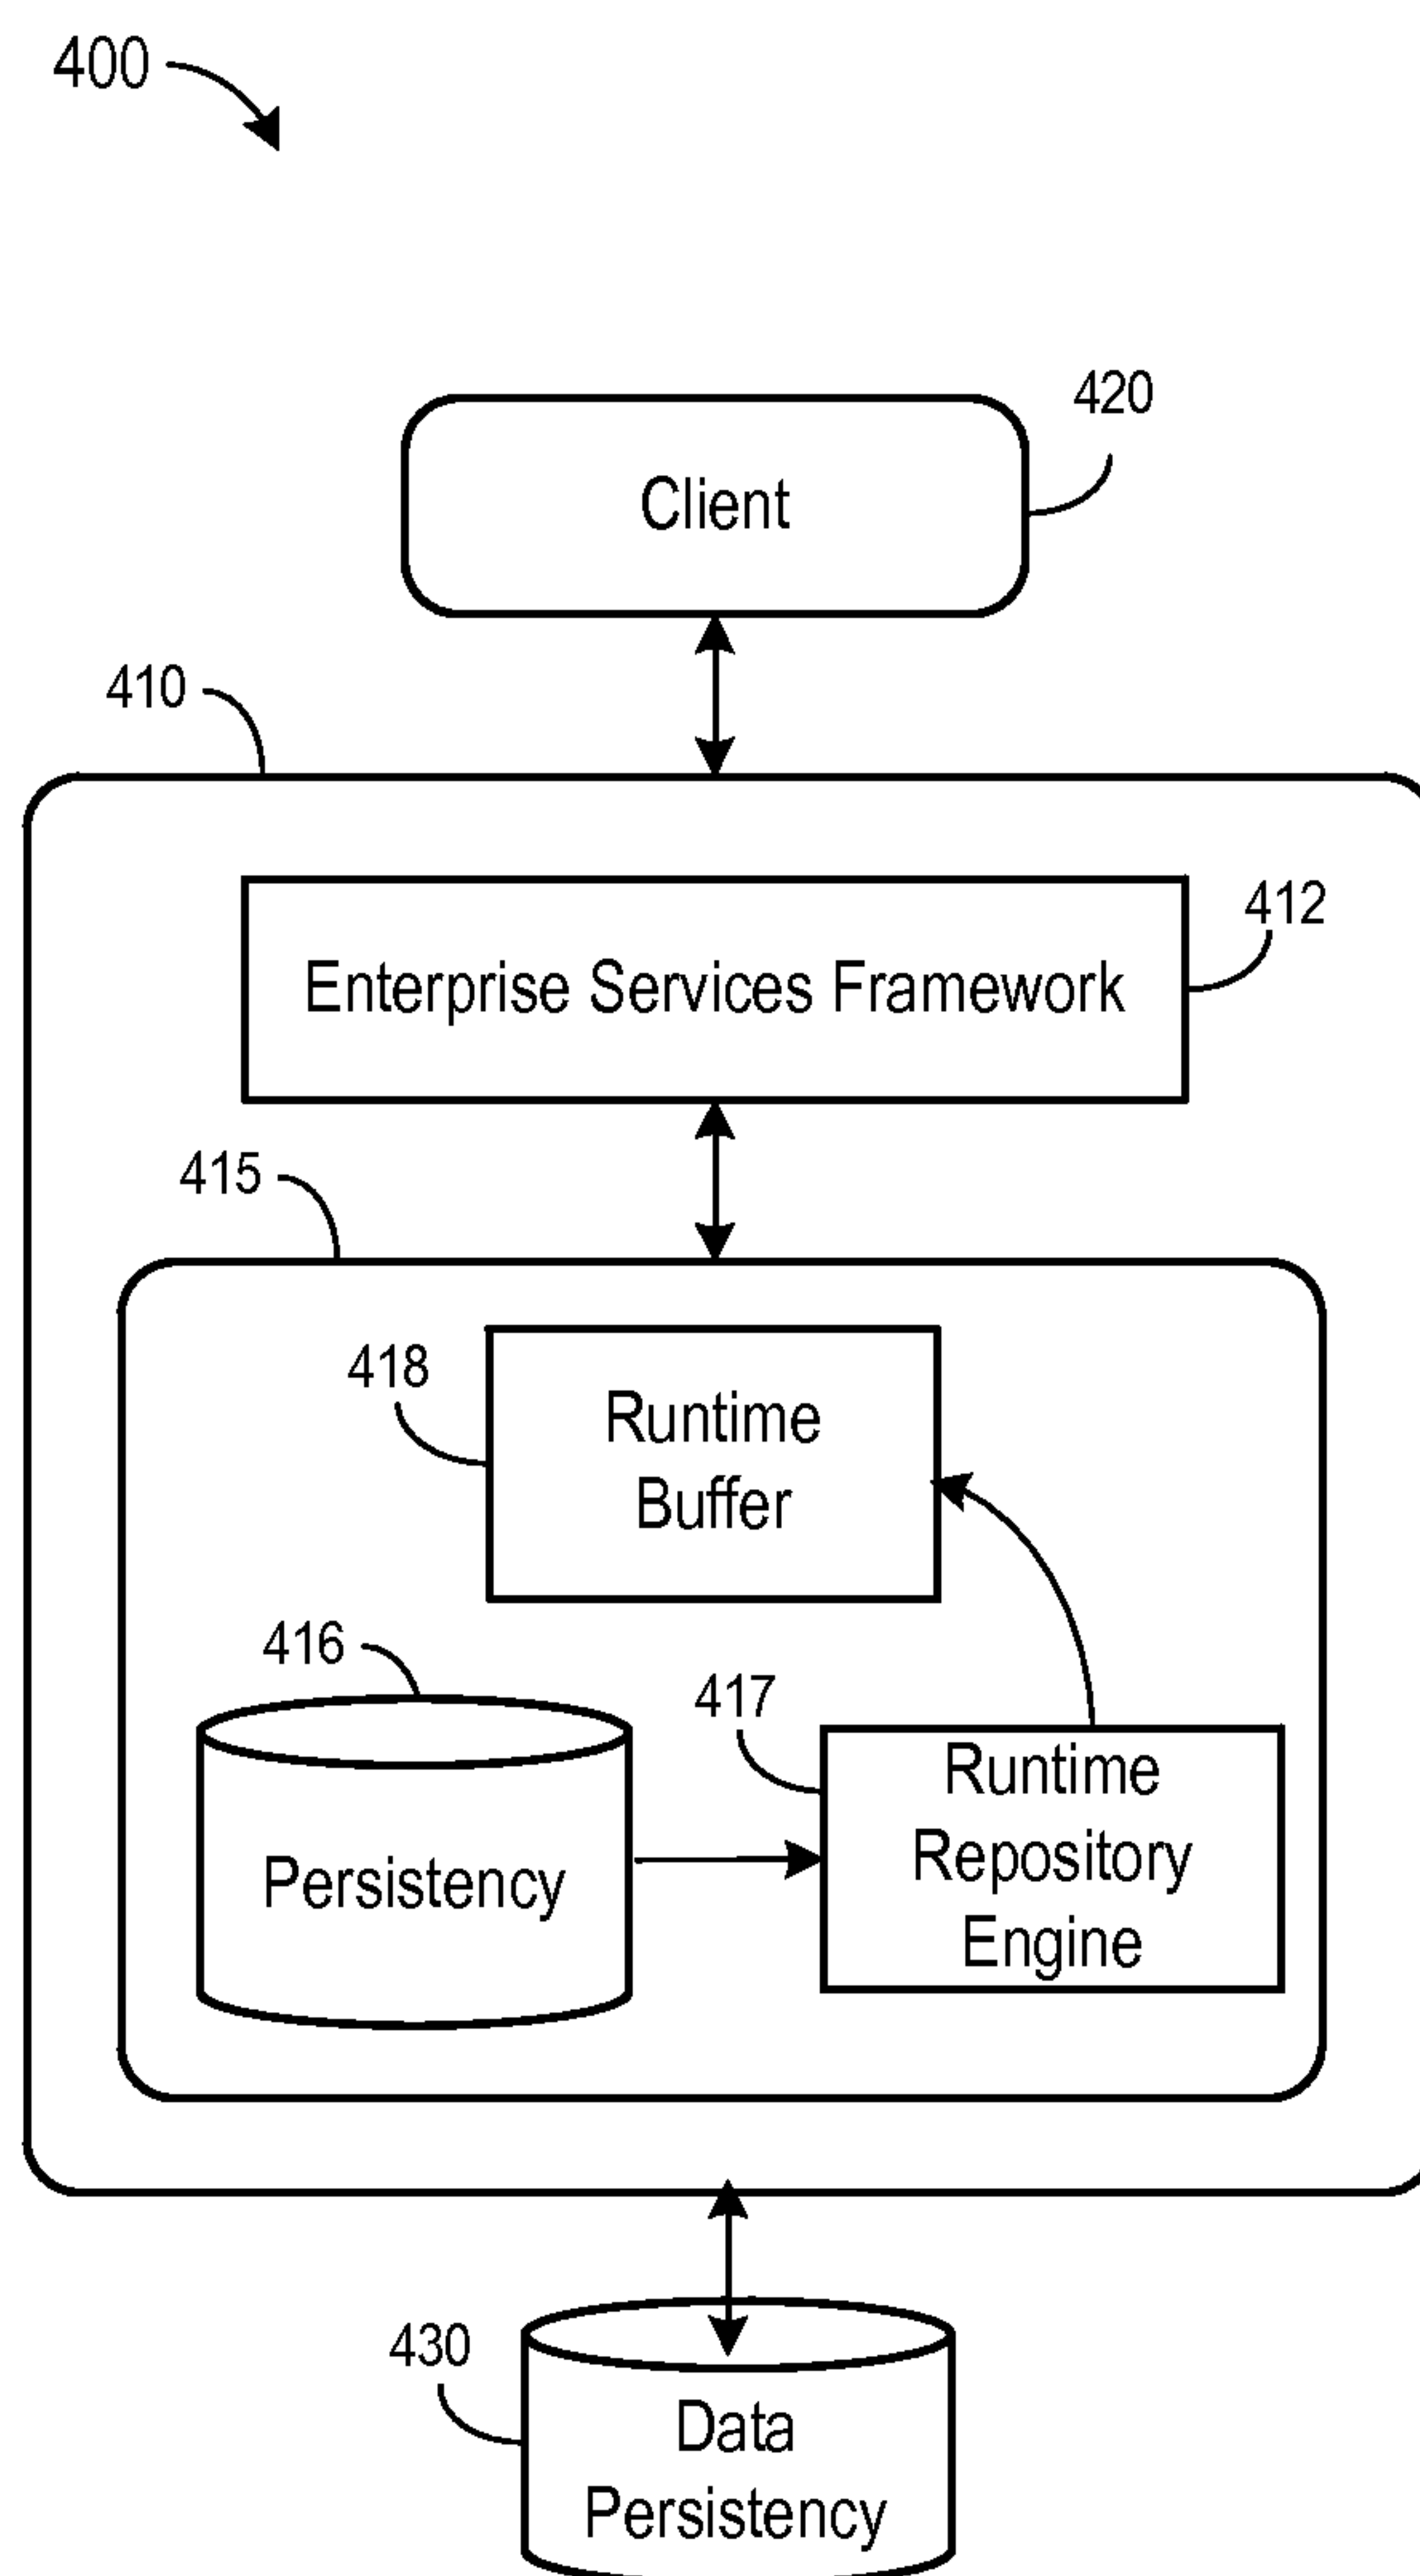 400
420
Client
410
412
Enterprise Services Framework
415
418
Runtime
Buffer
416
417
Runtime
Repository
Engine
Persistency
430
Data
Persistency